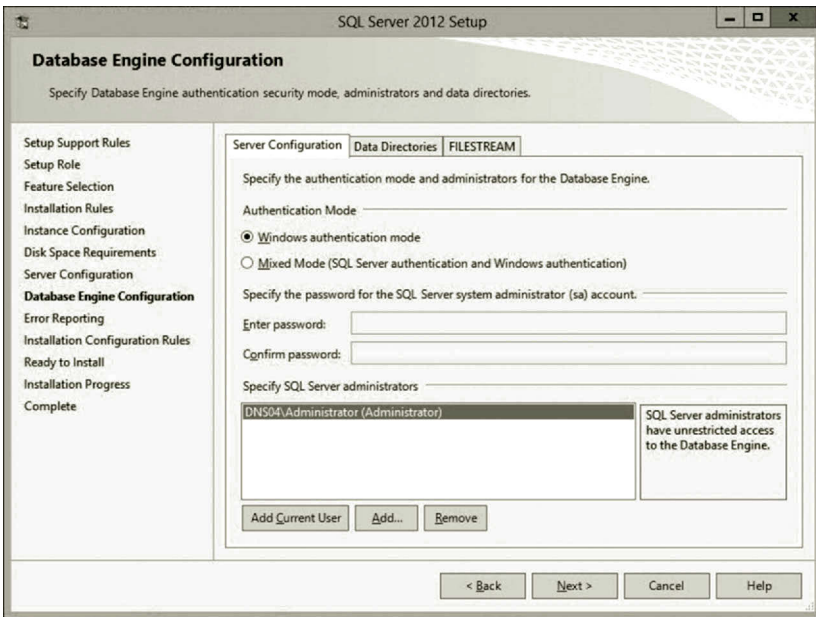 SQL Server 2012 Setup
Database Engine Configuration
Specify Database Engine authentication security mode, administrators and data directories.
Setup Support Rules
Setup Role
Feature Selection
Installation Rules
Instance Configuration
Disk Space Requirements
Server Configuration
Database Engine Configuration
Error Reporting
Installation Configuration Rules
Ready to Install
Installation Progress
Complete
Server Configuration Data Directories FILESTREAM
Specify the authentication mode and administrators for the Database Engine.
Authentication Mode
Windows authentication mode
Mixed Mode (SQL Server authentication and Windows authentication)
Specify the password for the SQL Server system administrator (sa) account.
Enter password:
Confirm password:
Specify SQL Server administrators
DNS04\Administrator (Administrator)
SQL Server administrators
have unrestricted access
to the Database Engine.
Add Current User Add... Remove
< Back Next > Cancel Help